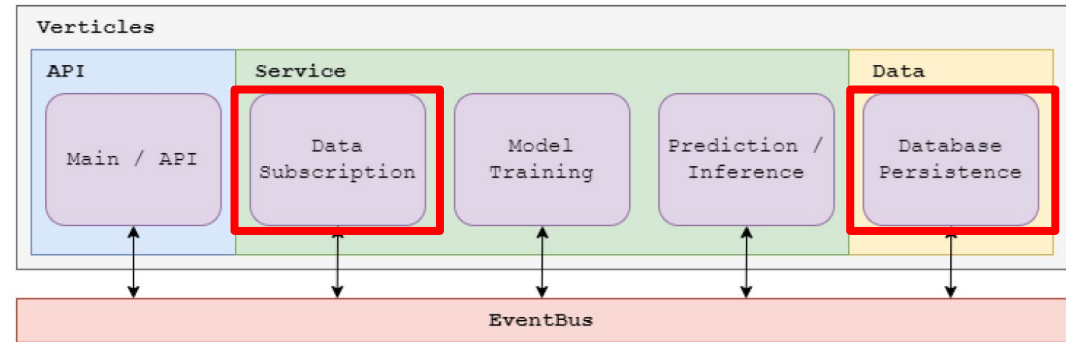 Verticles
API
Service
Data
Main / API
Data
Subscription
Model
Training
Prediction /
Inference
Database
Persistence
EventBus